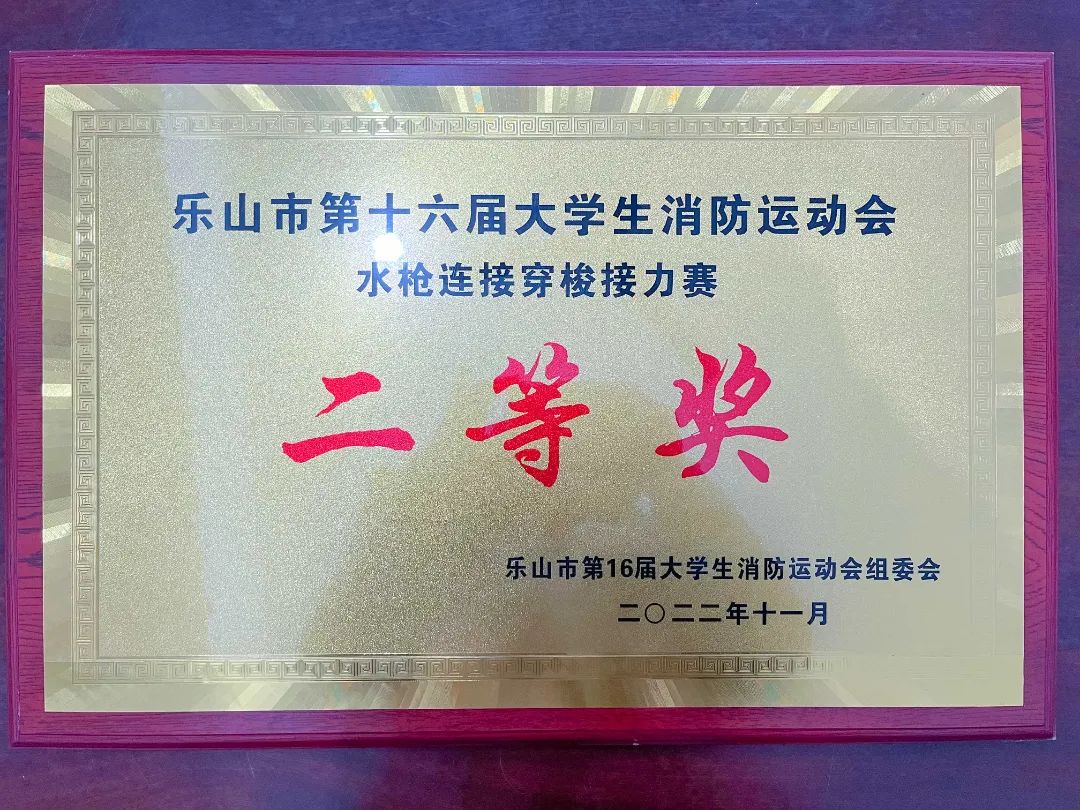 乐山市第十六届大学生消防运动会
水枪连接穿梭接力赛
二等奖
乐山市第16届大学生消防运动会组委会
二〇二二年十一月